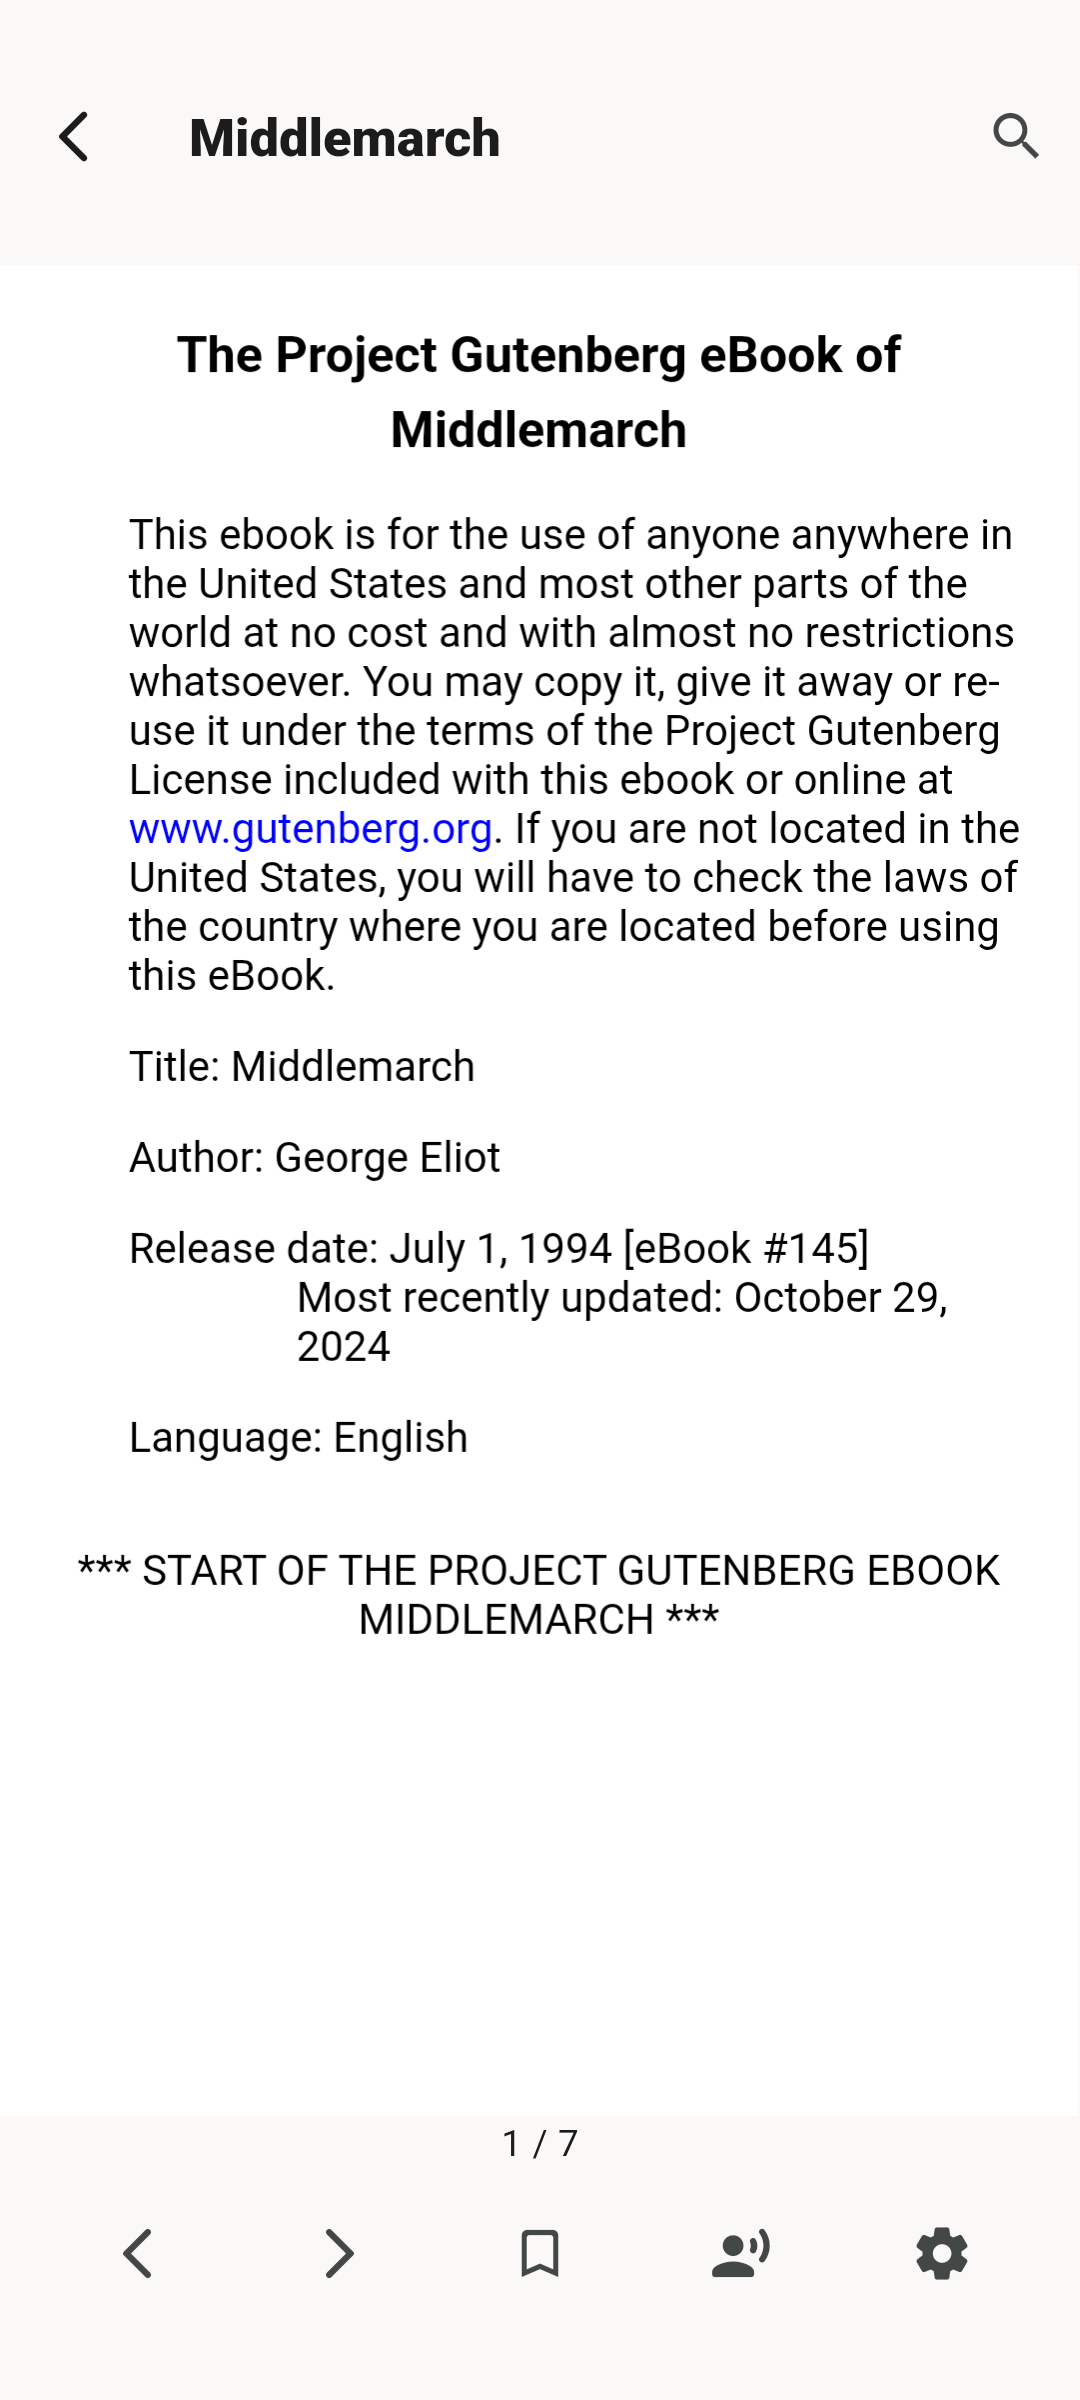 Middlemarch
The Project Gutenberg eBook of
Middlemarch
This ebook is for the use of anyone anywhere in
the United States and most other parts of the
world at no cost and with almost no restrictions
whatsoever. You may copy it, give it away or re-
use it under the terms of the Project Gutenberg
License included with this ebook or online at
www.gutenberg.org. If you are not located in the
United States, you will have to check the laws of
the country where you are located before using
this eBook.
Title: Middlemarch
Author: George Eliot
Release date: July 1, 1994 [eBook #145]
Most recently updated: October 29,
2024
Language: English
*** START OF THE PROJECT GUTENBERG EBOOK
MIDDLEMARCH ***
1 / 7